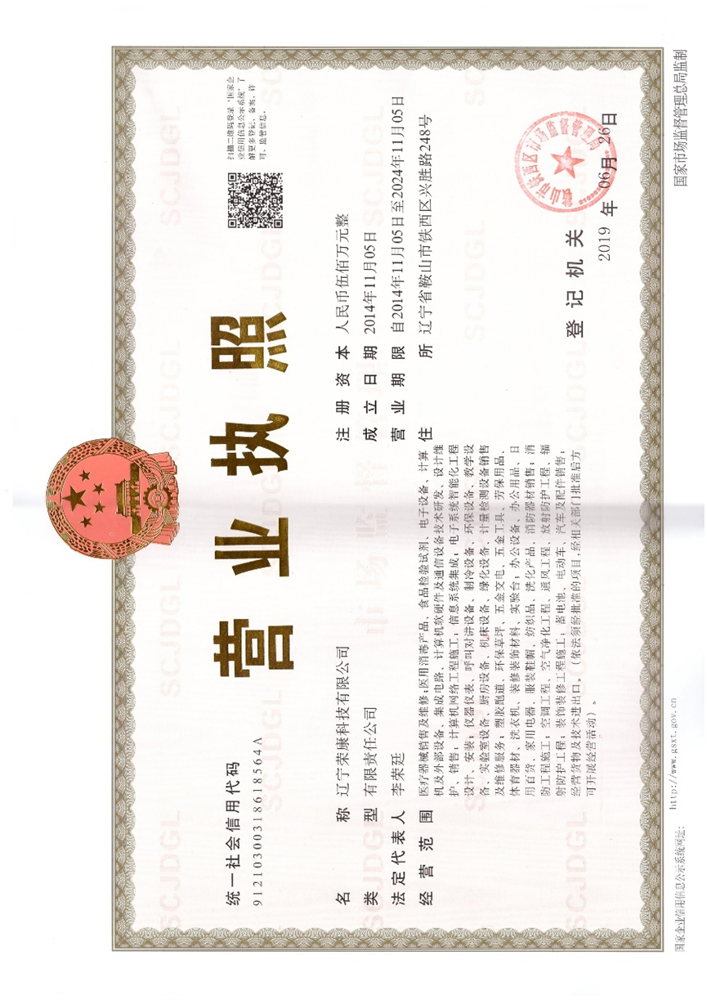 扫描二维码登录‘国家企
业信用信息公示系统’了
解更多登记、备案、许
可、监管信息。
统一社会信用代码
91210300318618564A
营业执照
名称 辽宁荣康科技有限公司
类型 有限责任公司
法定代表人 李荣廷
经营范围 医疗器械销售及维修;医用消毒产品、食品检验试剂、电子设备、计算
机及外部设备、集成电路、计算机软硬件及通信设备技术研发、设计维
护、销售;计算机网络工程施工;信息系统集成;电子系统智能化工程
设计、安装;仪器仪表、呼叫对讲设备、制冷设备、环保设备、教学设
备、实验室设备、厨房设备、机床设备、绿化设备、计量检测设备销售
及维修服务;塑胶跑道、环保草坪、五金交电、五金工具、劳保用品、
体育器材、洗衣机、装修装饰材料、实验台;办公设备、办公用品、日
用百货、家用电器、服装鞋帽、纺织品、洗化产品、消防器材销售;消
防工程施工;空调工程、空气净化工程、通风工程、放射防护工程、辐
射防护工程;装饰装修工程施工;蓄电池、电动车、汽车及配件销售;
经营货物及技术进出口。(依法须经批准的项目,经相关部门批准后方
可开展经营活动)。
注册资本 人民币伍佰万元整
成立日期 2014年11月05日
营业期限 自2014年11月05日至2024年11月05日
住所 辽宁省鞍山市铁西区兴胜路248号
登记机关
鞍山市铁西区市场监督管理局
2019 年 06月 26日
国家企业信用信息公示系统网址: http://www.gsxt.gov.cn
国家市场监督管理总局监制